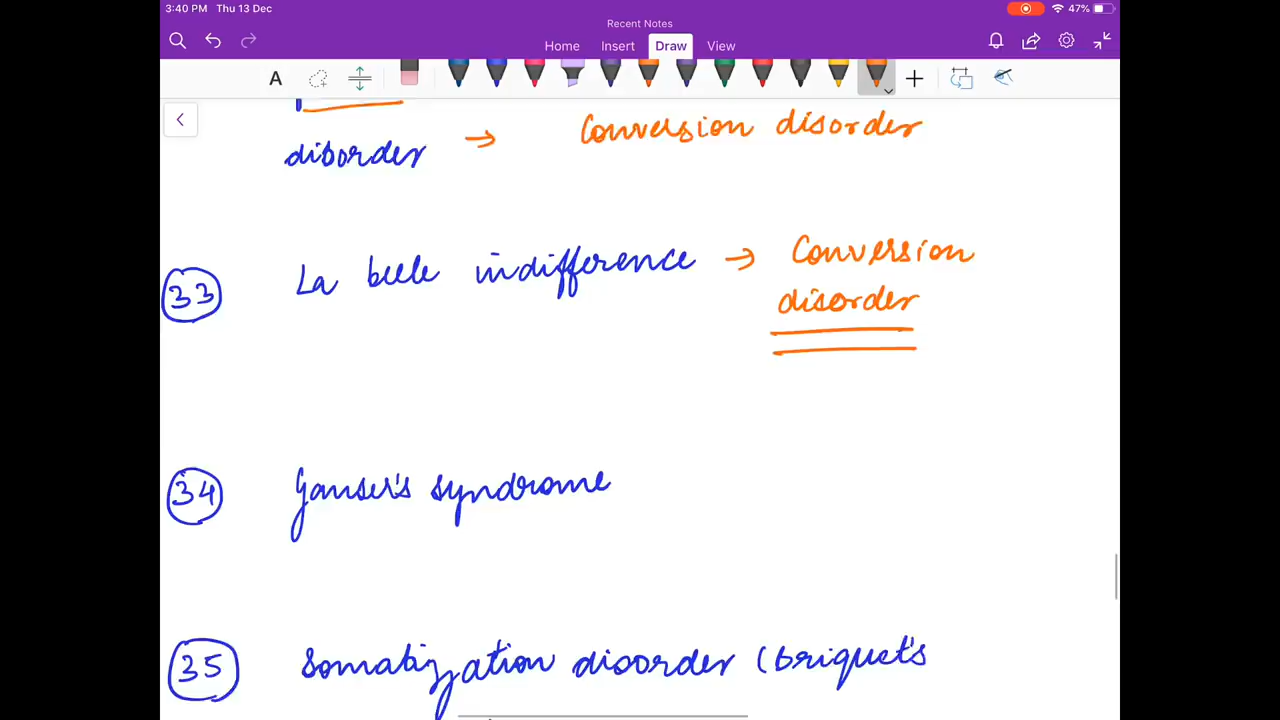 3:40 PM Thu 13 Dec
47%
Recent Notes
Home Insert Draw View
A
disorder → Conversion disorder
33 La belle indifference → Conversion
disorder
34 Ganser's syndrome
35 Somatization disorder (briquet's